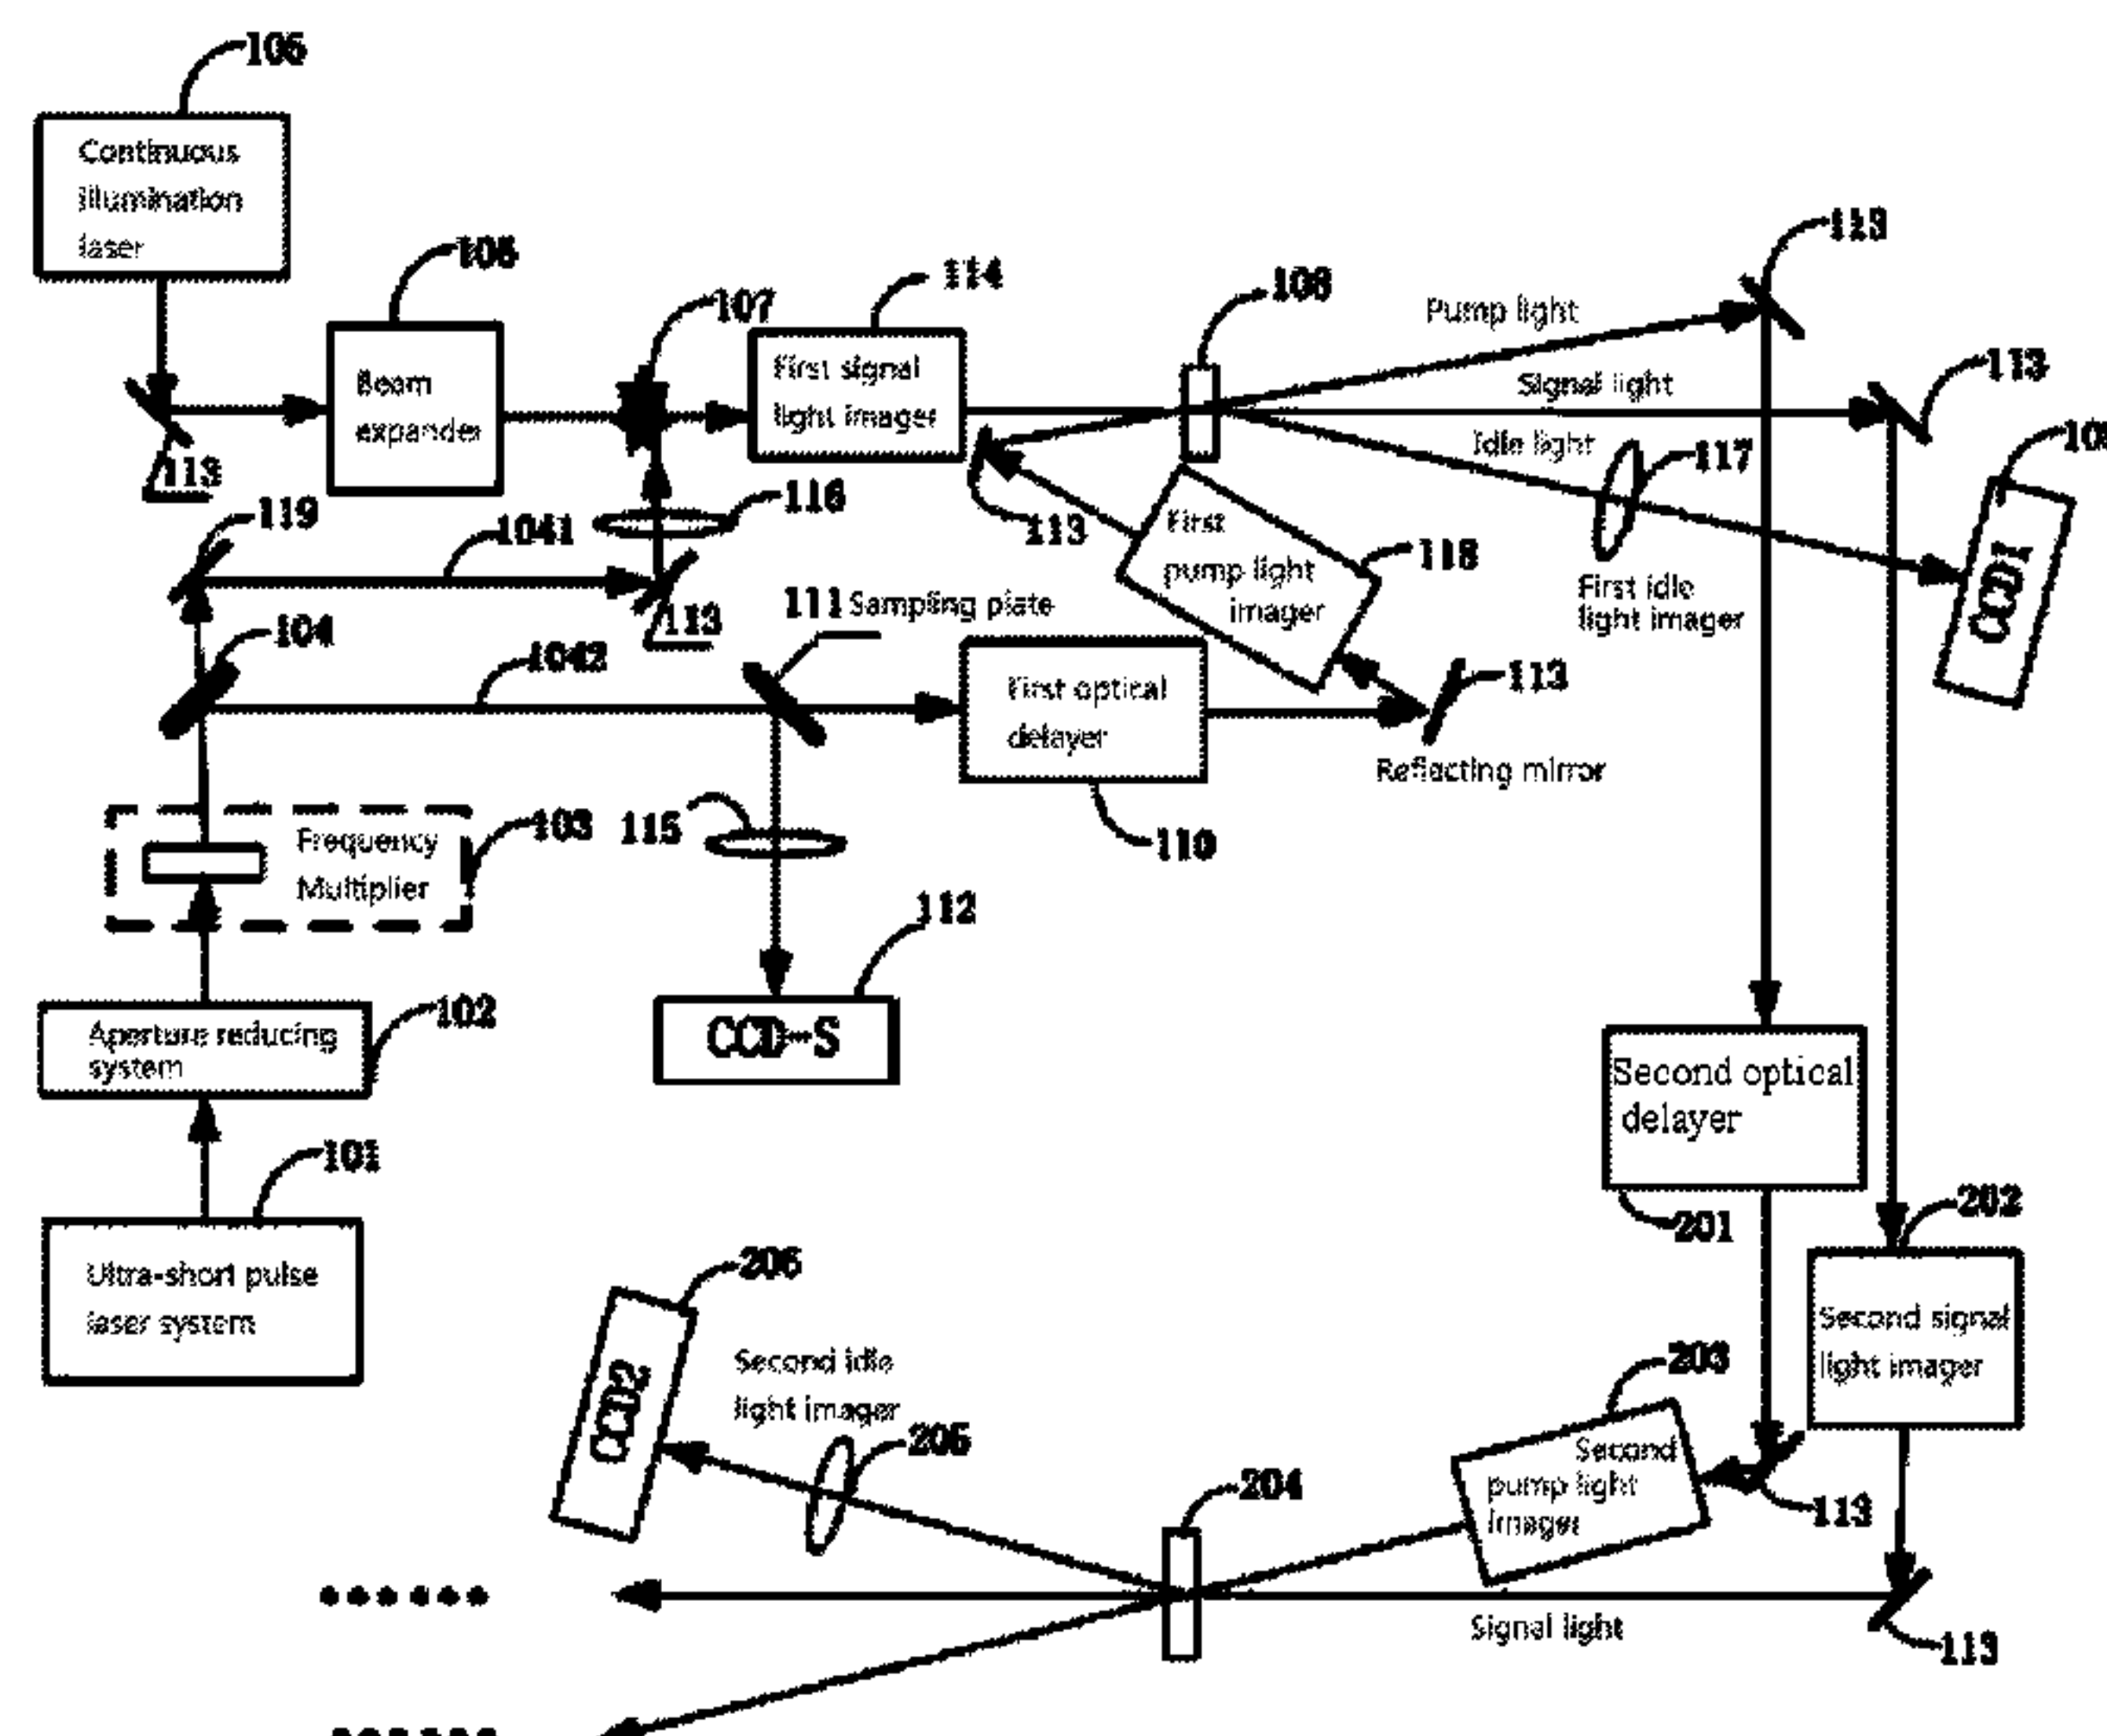 105
Continuous
illumination
laser
106
Beam
expander
107
114
First signal
light imager
108
Pump light
113
Signal light
113
Idle light
117
First idle
light imager
CCD1
113
119
1041
116
113
113
First
pump light
imager
118
104
1042
111 Sampling plate
First optical
delayer
110
113
Reflecting mirror
Frequency
Multiplier
103
115
112
CCD-S
Aperture reducing
system
102
101
Ultra-short pulse
laser system
Second optical
delayer
201
202
Second signal
light imager
206
CCD2
Second idle
light imager
205
203
Second
pump light
imager
113
204
Signal light
113